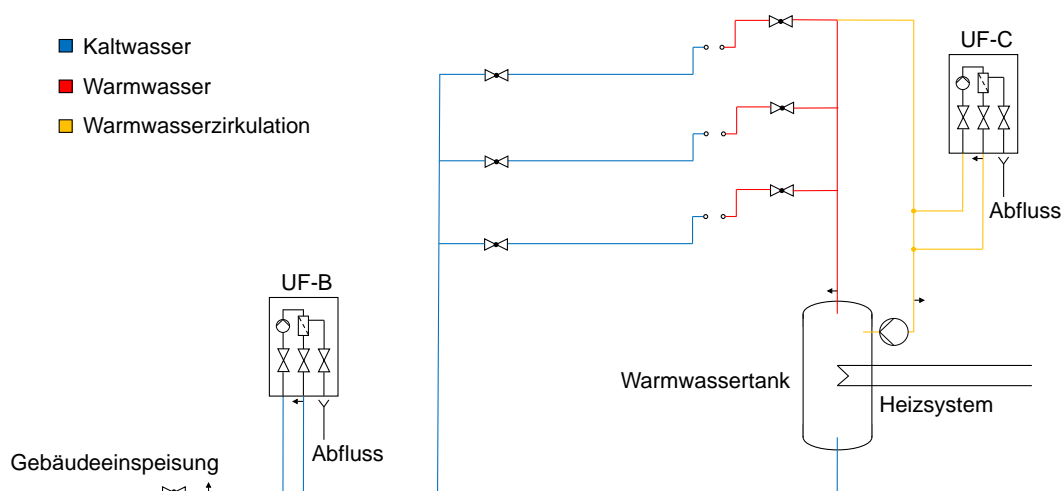 Kaltwasser
Warmwasser
Warmwasserzirkulation
UF-C
Abfluss
UF-B
Abfluss
Warmwassertank
Heizsystem
Gebäudeeinspeisung